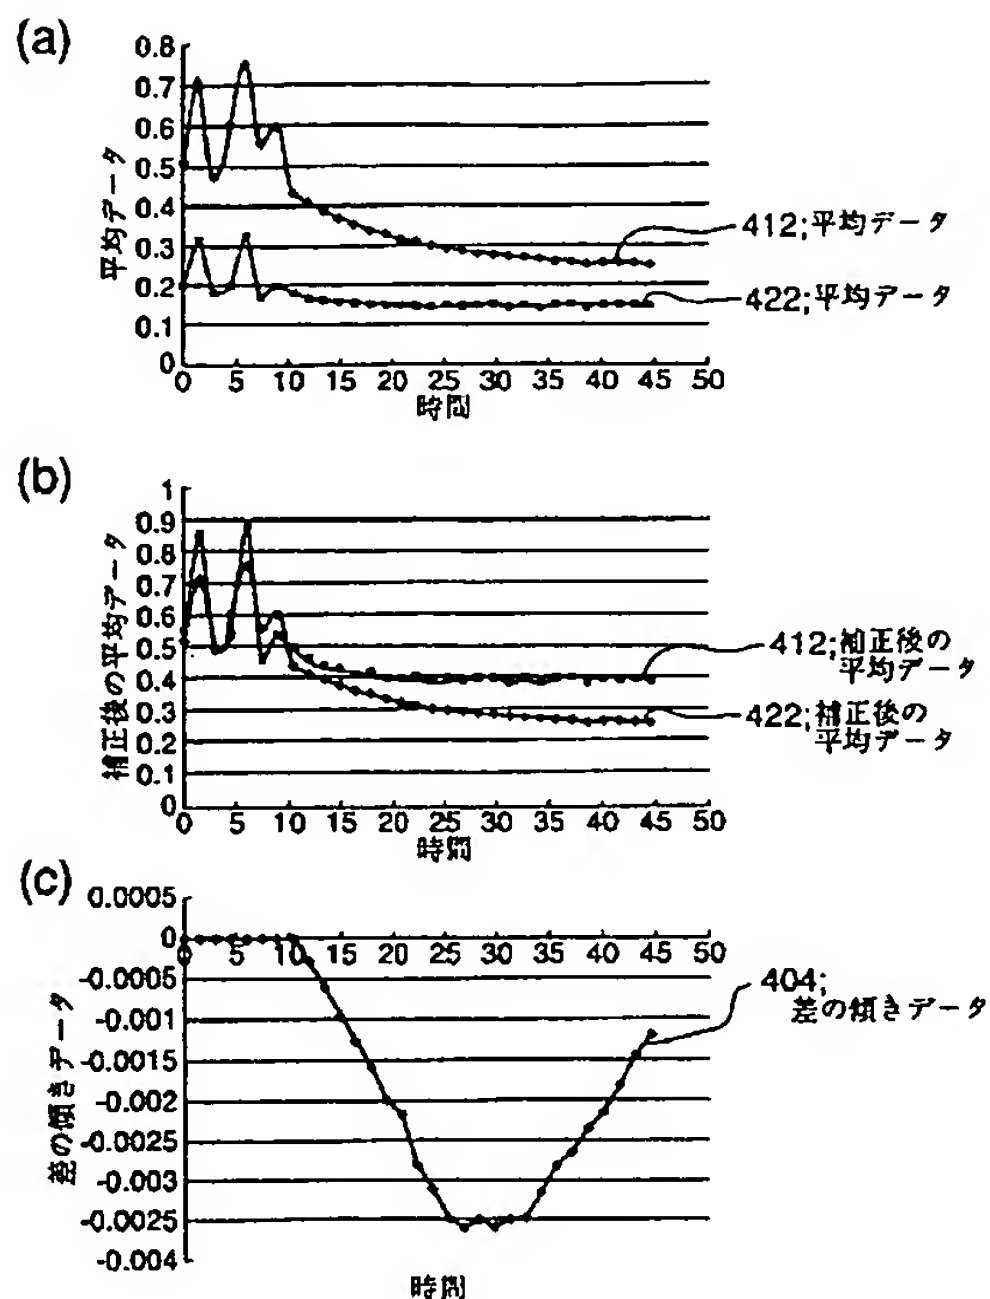 (a)
平均データ
0.8
0.7
0.6
0.5
0.4
0.3
0.2
0.1
0
0 5 10 15 20 25 30 35 40 45 50
時間
412;平均データ
422;平均データ
(b)
補正後の平均データ
1
0.9
0.8
0.7
0.6
0.5
0.4
0.3
0.2
0.1
0
0 5 10 15 20 25 30 35 40 45 50
時間
412;補正後の
平均データ
422;補正後の
平均データ
(c)
差の傾きデータ
0.0005
0
-0.0005
-0.001
-0.0015
-0.002
-0.0025
-0.003
-0.0025
-0.004
0 5 10 15 20 25 30 35 40 45 50
404;
差の傾きデータ
時間